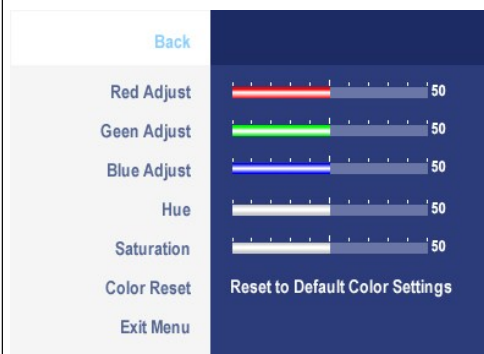 Back
Red Adjust 50
Geen Adjust 50
Blue Adjust 50
Hue 50
Saturation 50
Color Reset Reset to Default Color Settings
Exit Menu